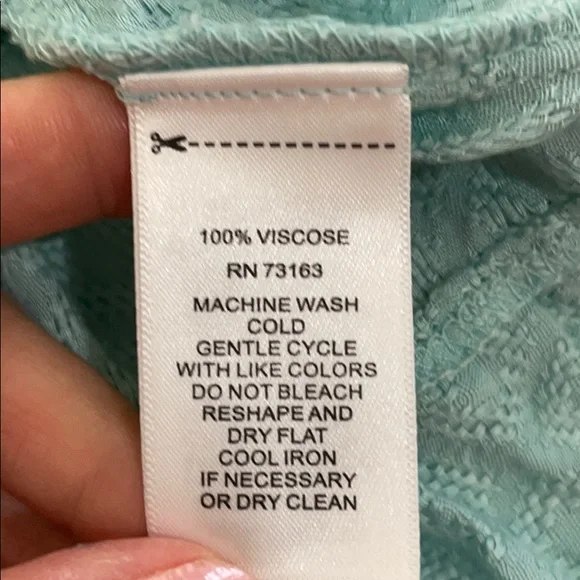 100% VISCOSE
RN 73163
MACHINE WASH
COLD
GENTLE CYCLE
WITH LIKE COLORS
DO NOT BLEACH
RESHAPE AND
DRY FLAT
COOL IRON
IF NECESSARY
OR DRY CLEAN